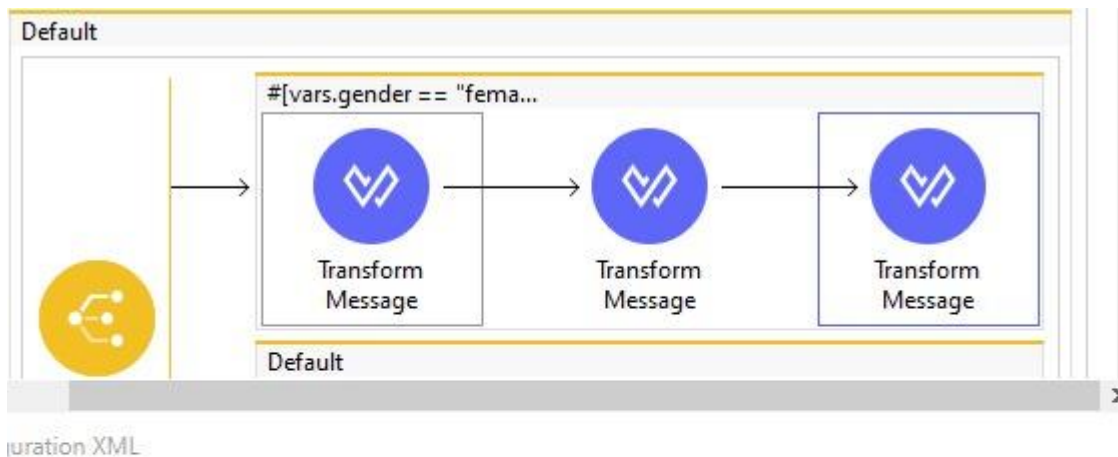 Default
#[vars.gender == "fema...
Transform
Message
Transform
Message
Transform
Message
Default
uration XML